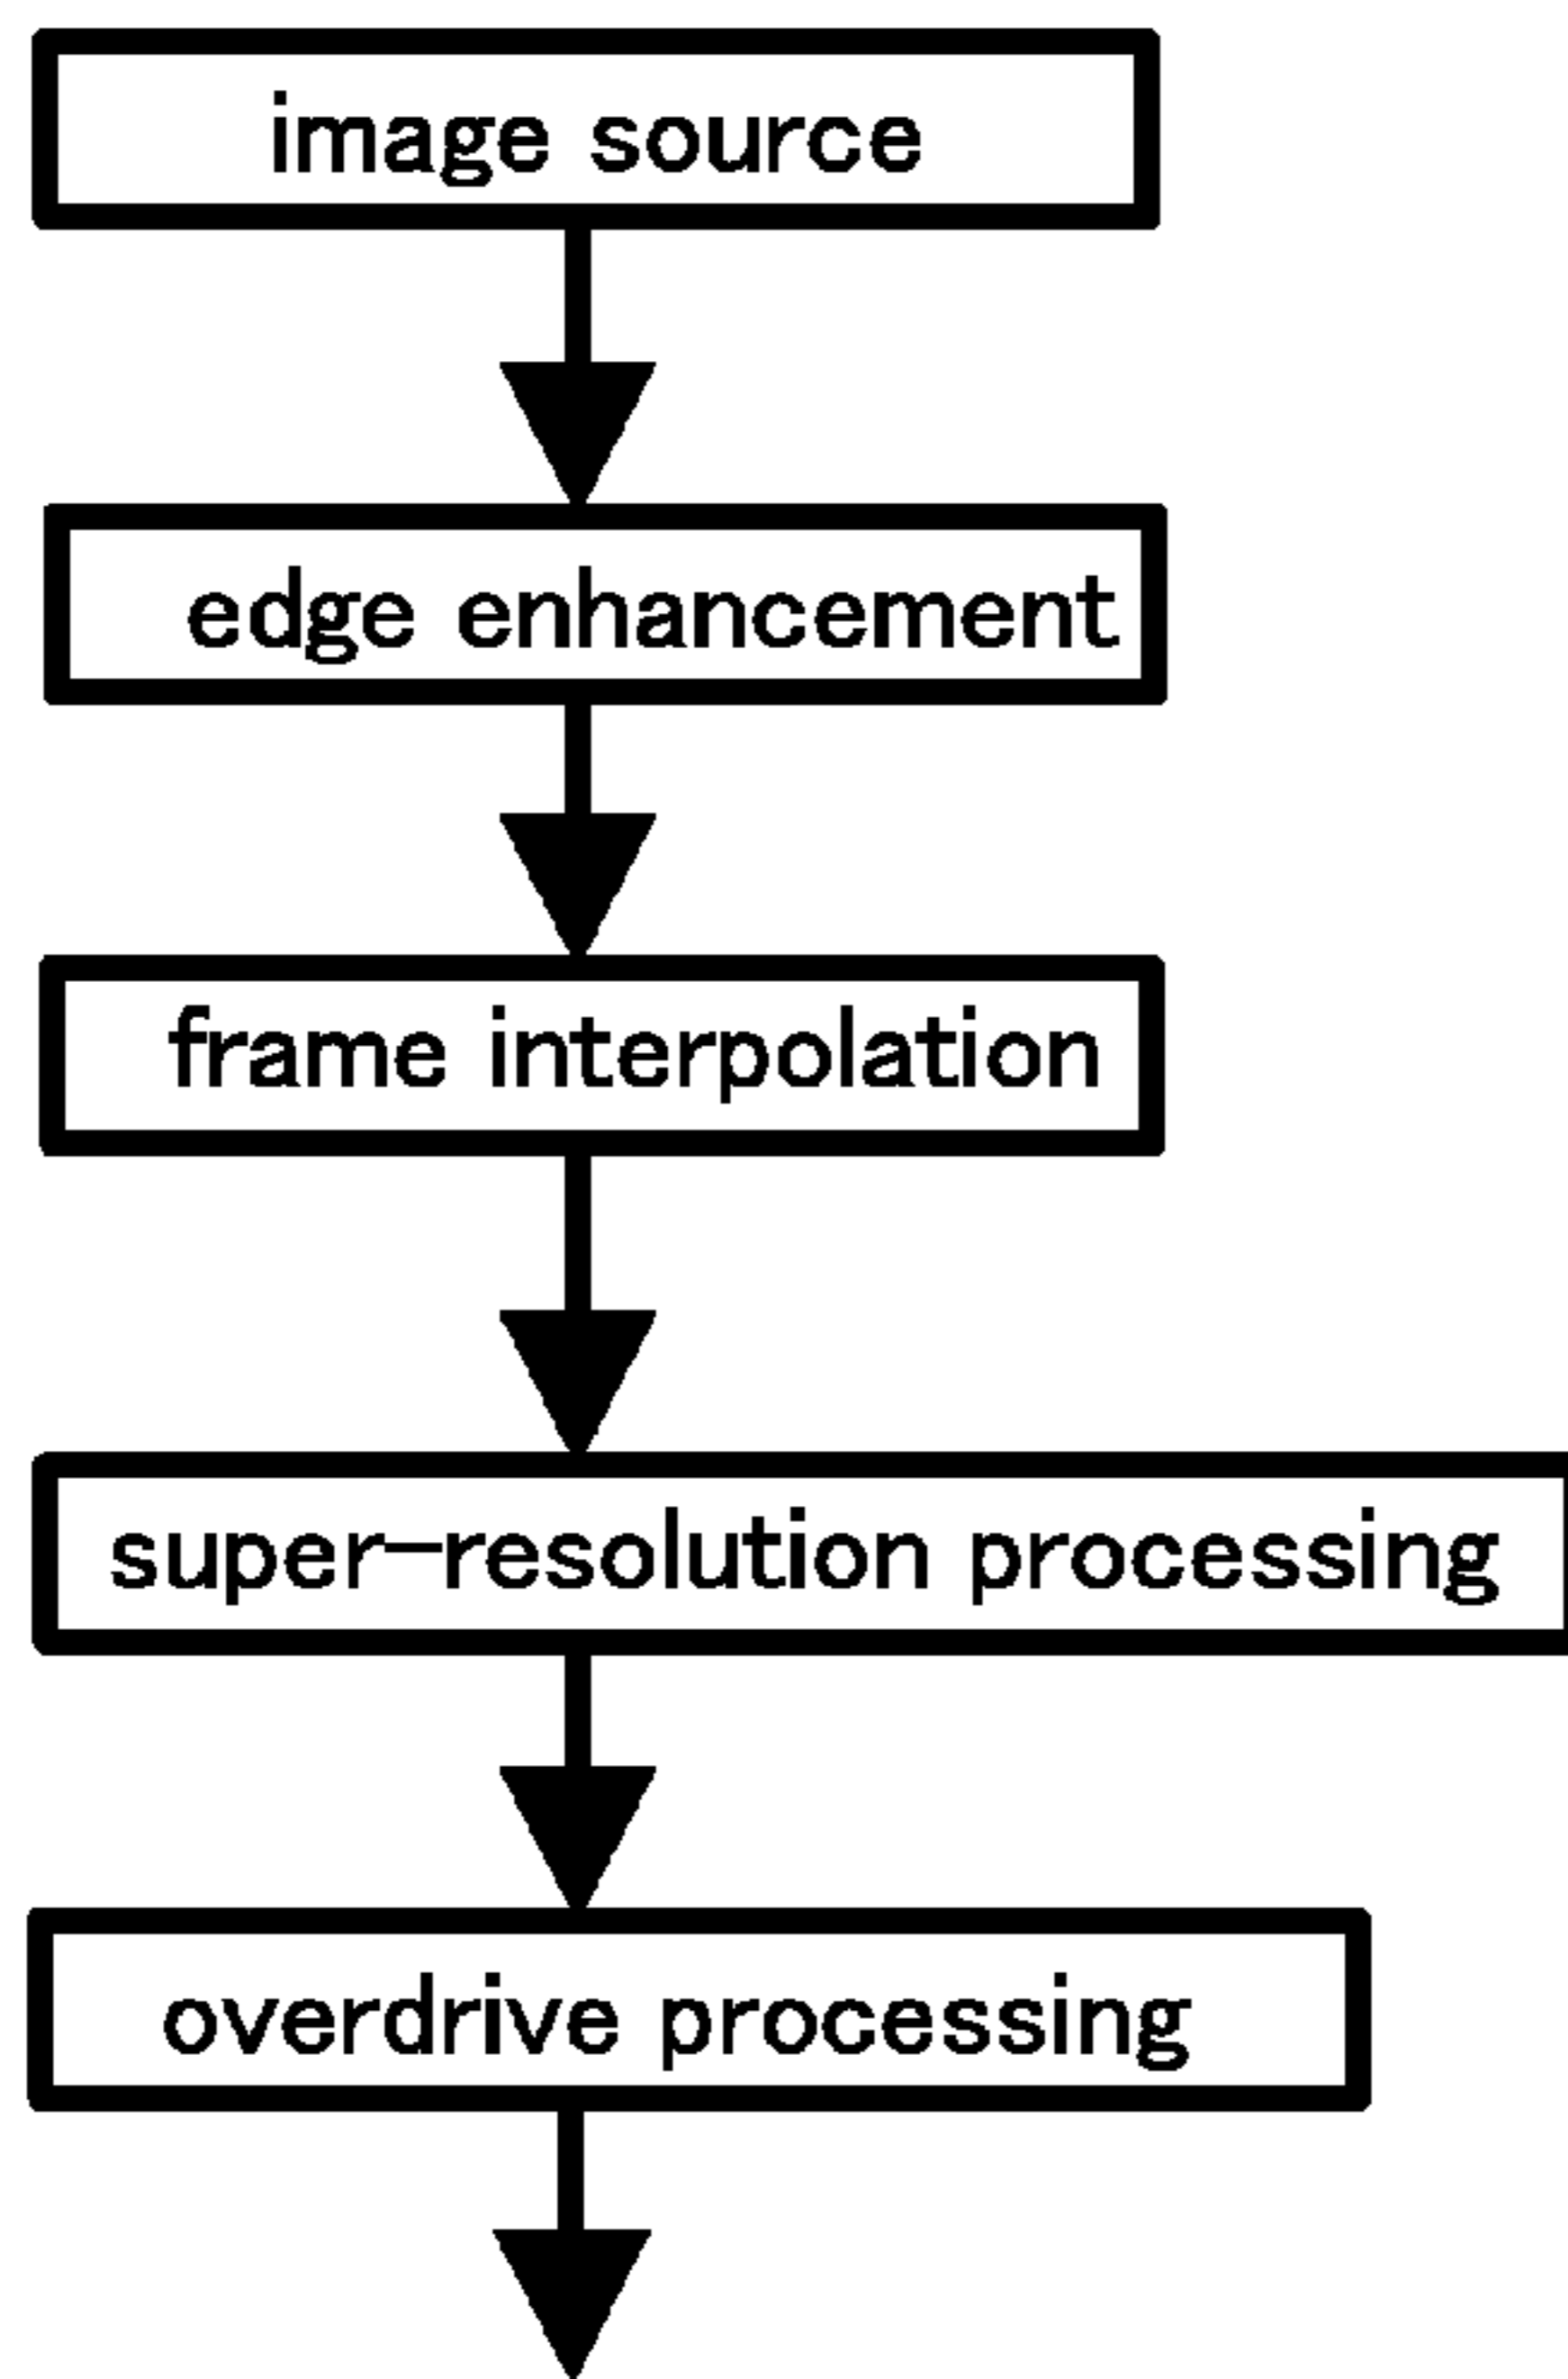 image source
edge enhancement
frame interpolation
super-resolution processing
overdrive processing